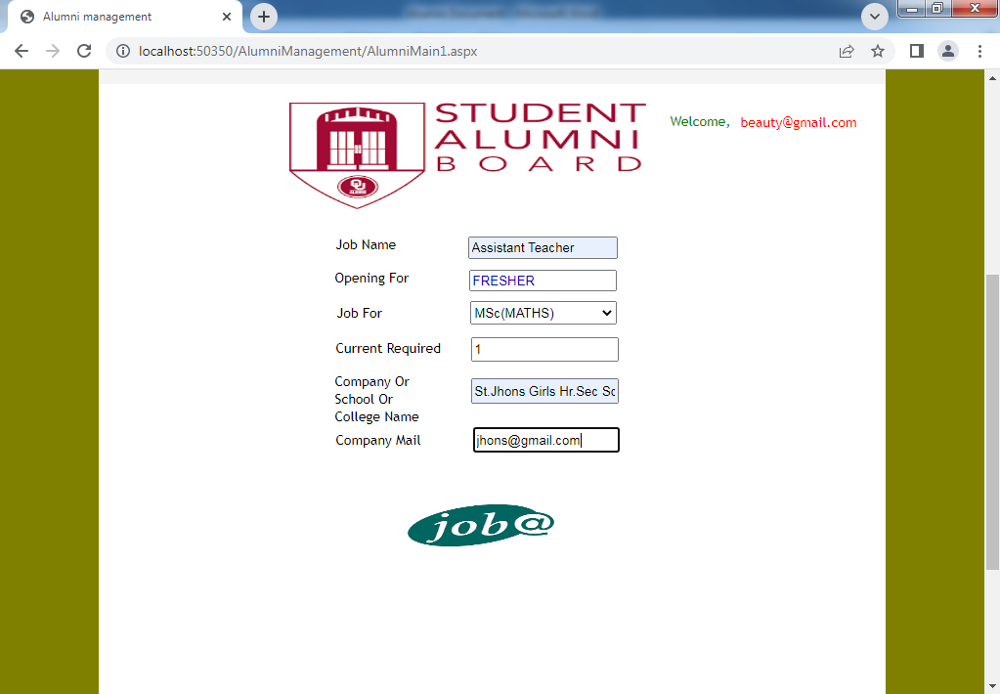 Alumni management
localhost:50350/AlumniManagement/AlumniMain1.aspx
STUDENT
ALUMNI
BOARD
Welcome, beauty@gmail.com
Job Name Assistant Teacher
Opening For FRESHER
Job For MSc(MATHS)
Current Required 1
Company Or
School Or
College Name St.Jhons Girls Hr.Sec Sc
Company Mail jhons@gmail.com
job@